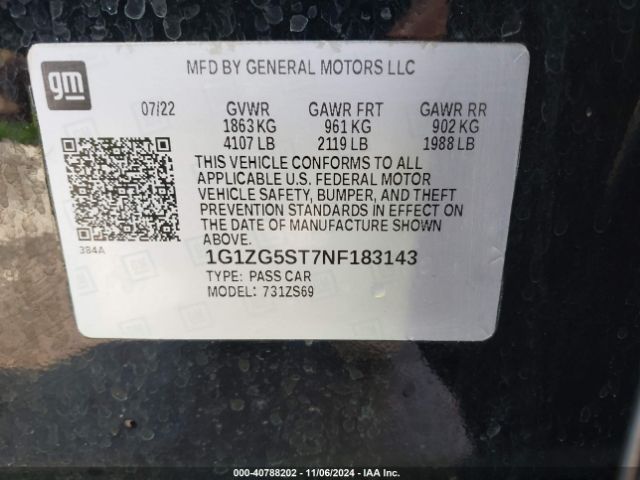 gm
MFD BY GENERAL MOTORS LLC
07/22 GVWR GAWR FRT GAWR RR
1863 KG 961 KG 902 KG
4107 LB 2119 LB 1988 LB
THIS VEHICLE CONFORMS TO ALL
APPLICABLE U.S. FEDERAL MOTOR
VEHICLE SAFETY, BUMPER, AND THEFT
PREVENTION STANDARDS IN EFFECT ON
THE DATE OF MANUFACTURE SHOWN
ABOVE.
384A
1G1ZG5ST7NF183143
TYPE: PASS CAR
MODEL: 731ZS69
000-40788202 - 11/06/2024 - IAA Inc.